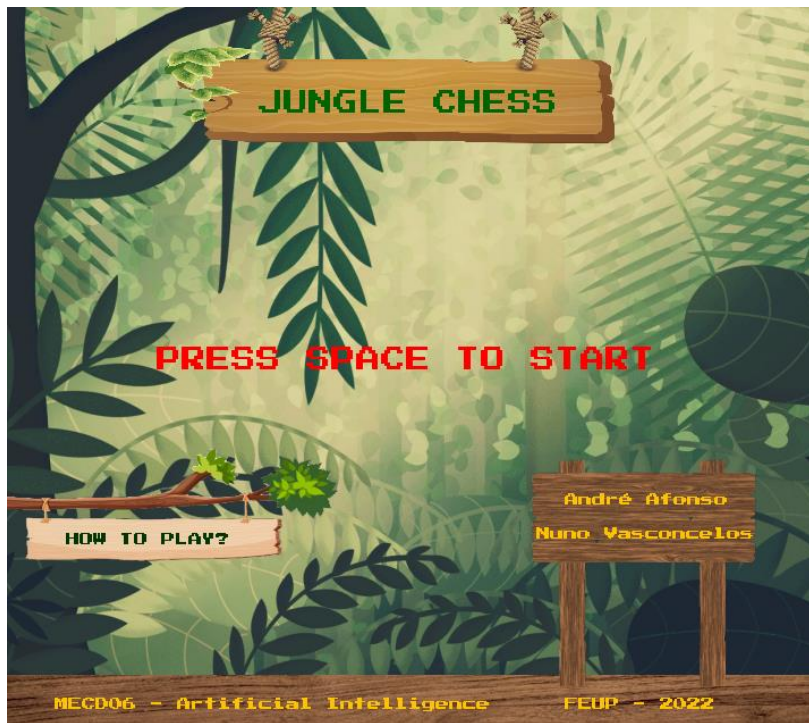 JUNGLE CHESS
PRESS SPACE TO START
André Afonso
HOW TO PLAY?
Nuno Vasconcelos
MECD06 - Artificial Intelligence
FEUP - 2022